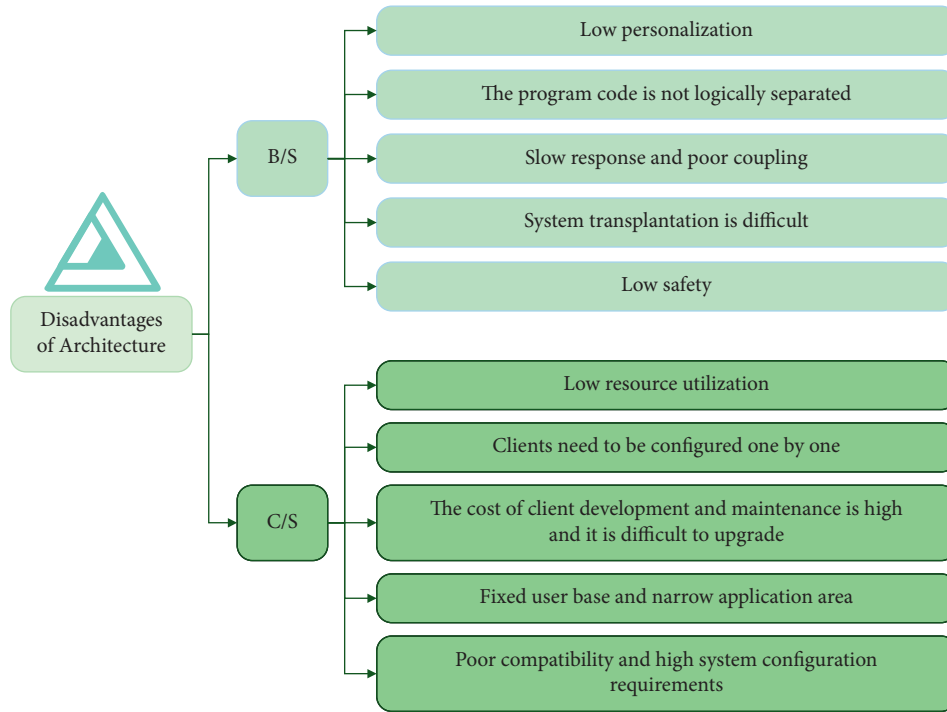 Disadvantages
of Architecture
B/S
Low personalization
The program code is not logically separated
Slow response and poor coupling
System transplantation is difficult
Low safety
C/S
Low resource utilization
Clients need to be configured one by one
The cost of client development and maintenance is high
and it is difficult to upgrade
Fixed user base and narrow application area
Poor compatibility and high system configuration
requirements